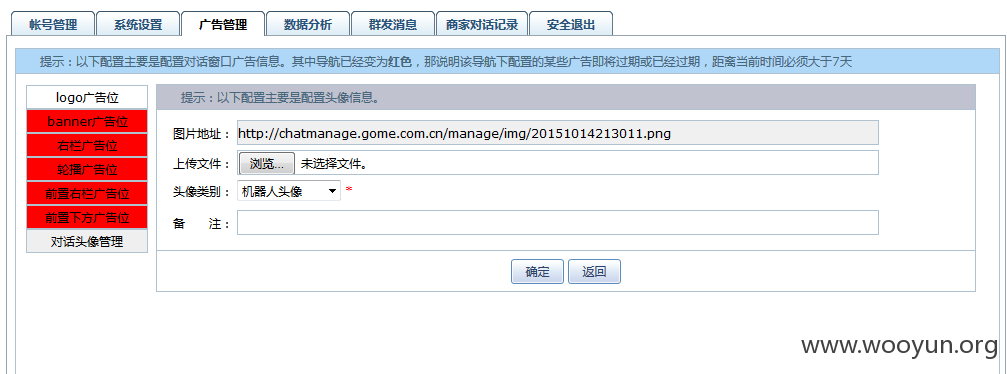 帐号管理 系统设置 广告管理 数据分析 群发消息 商家对话记录 安全退出
提示：以下配置主要是配置对话窗口广告信息。其中导航已经变为红色，那说明该导航下配置的某些广告即将过期或已经过期，距离当前时间必须大于7天
logo广告位
banner广告位
右栏广告位
轮播广告位
前置右栏广告位
前置下方广告位
对话头像管理
提示：以下配置主要是配置头像信息。
图片地址： http://chatmanage.gome.com.cn/manage/img/20151014213011.png
上传文件： 浏览... 未选择文件。
头像类别： 机器人头像 *
备 注：
确定 返回
www.wooyun.org